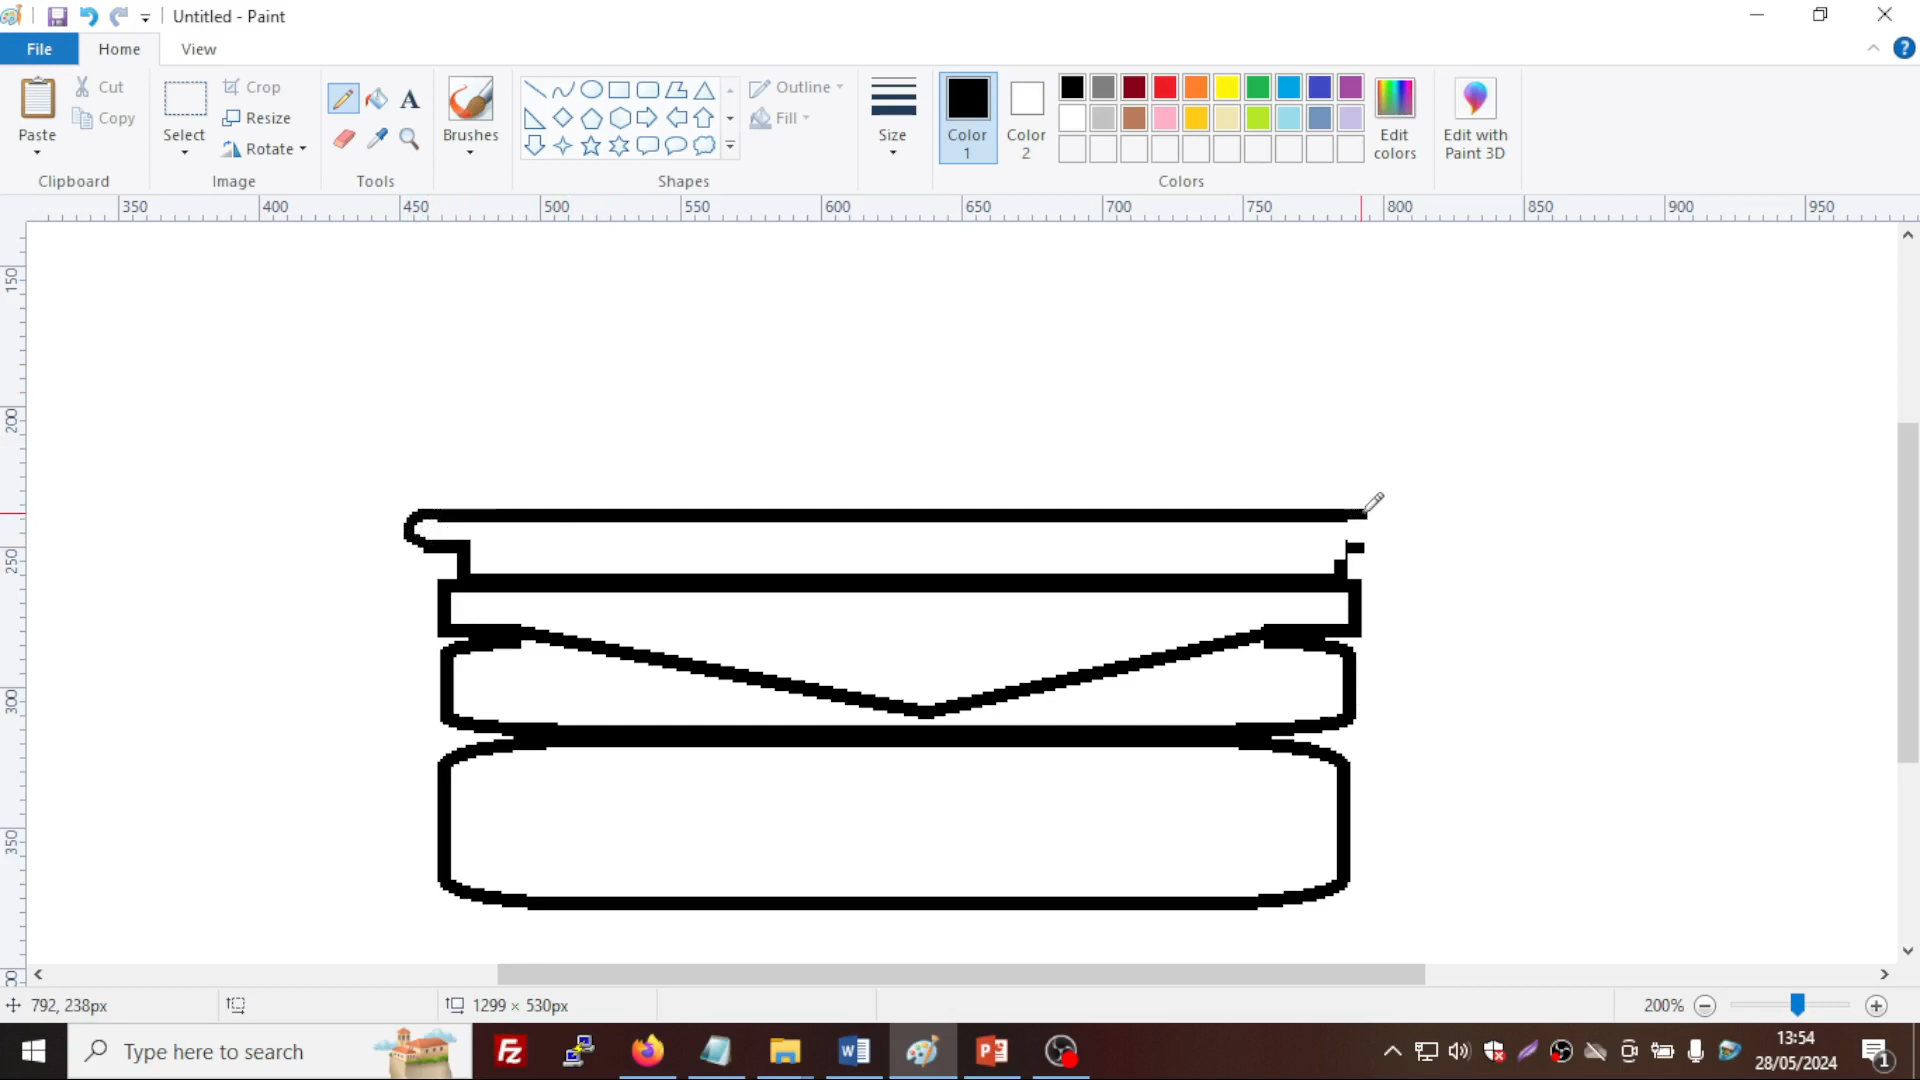 Untitled - Paint
File Home View
Paste
Cut
Copy
Clipboard
Select
Crop
Resize
Rotate
Image
A
Tools
Brushes
Shapes
Outline
Fill
Size
Color 1
Color 2
Edit colors
Colors
Edit with Paint 3D
350 400 450 500 550 600 650 700 750 800 850 900 950
150
200
250
300
350
792, 238px
1299 × 530px
200%
Type here to search
Fz
W
P
13:54
28/05/2024
1